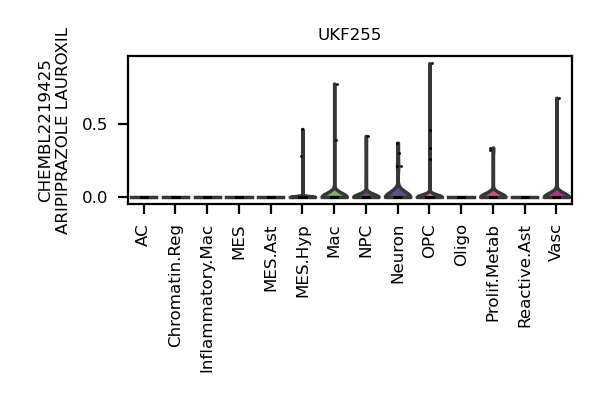 UKF255
CHEMBL2219425
ARIPIPRAZOLE LAUROXIL
0.5
0.0
AC
Chromatin.Reg
Inflammatory.Mac
MES
MES.Ast
MES.Hyp
Mac
NPC
Neuron
OPC
Oligo
Prolif.Metab
Reactive.Ast
Vasc